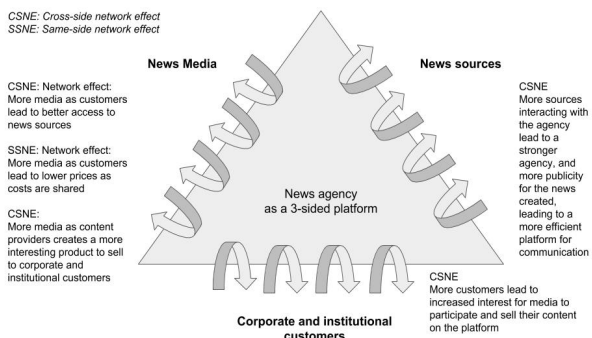 CSNE: Cross-side network effect
SSNE: Same-side network effect
News Media
News sources
CSNE: Network effect:
More media as customers
lead to better access to
news sources
SSNE: Network effect:
More media as customers
lead to lower prices as
costs are shared
CSNE:
More media as content
providers creates a more
interesting product to sell
to corporate and
institutional customers
News agency
as a 3-sided platform
CSNE
More sources
interacting with
the agency
lead to a
stronger
agency, and
more publicity
for the news
created,
leading to
a more efficient
platform for
communication
CSNE
More customers lead to
increased interest for media to
participate and sell their content
on the platform
Corporate and institutional
customers